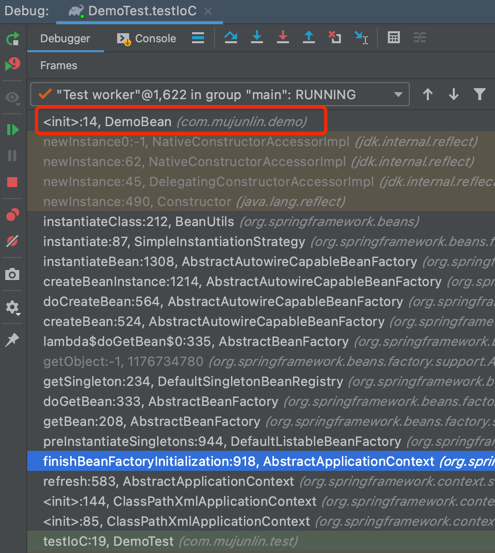 Debug: DemoTest.testIoC ×
Debugger Console
Frames
"Test worker"@1,622 in group "main": RUNNING
<init>:14, DemoBean (com.mujunlin.demo)
newInstance0:-1, NativeConstructorAccessorImpl (jdk.internal.reflect)
newInstance:62, NativeConstructorAccessorImpl (jdk.internal.reflect)
newInstance:45, DelegatingConstructorAccessorImpl (jdk.internal.reflect)
newInstance:490, Constructor (java.lang.reflect)
instantiateClass:212, BeanUtils (org.springframework.beans)
instantiate:87, SimpleInstantiationStrategy (org.springframework.beans.f
instantiateBean:1308, AbstractAutowireCapableBeanFactory (org.spring
createBeanInstance:1214, AbstractAutowireCapableBeanFactory (org.sp
doCreateBean:564, AbstractAutowireCapableBeanFactory (org.springfra
createBean:524, AbstractAutowireCapableBeanFactory (org.springframe
lambda$doGetBean$0:335, AbstractBeanFactory (org.springframework.b
getObject:-1, 1176734780 (org.springframework.beans.factory.support.A
getSingleton:234, DefaultSingletonBeanRegistry (org.springframework.b
doGetBean:333, AbstractBeanFactory (org.springframework.beans.facto
getBean:208, AbstractBeanFactory (org.springframework.beans.factory.s
preInstantiateSingletons:944, DefaultListableBeanFactory (org.springfra
finishBeanFactoryInitialization:918, AbstractApplicationContext (org.spri
refresh:583, AbstractApplicationContext (org.springframework.context.s
<init>:144, ClassPathXmlApplicationContext (org.springframework.conte
<init>:85, ClassPathXmlApplicationContext (org.springframework.contex
testIoC:19, DemoTest (com.mujunlin.test)